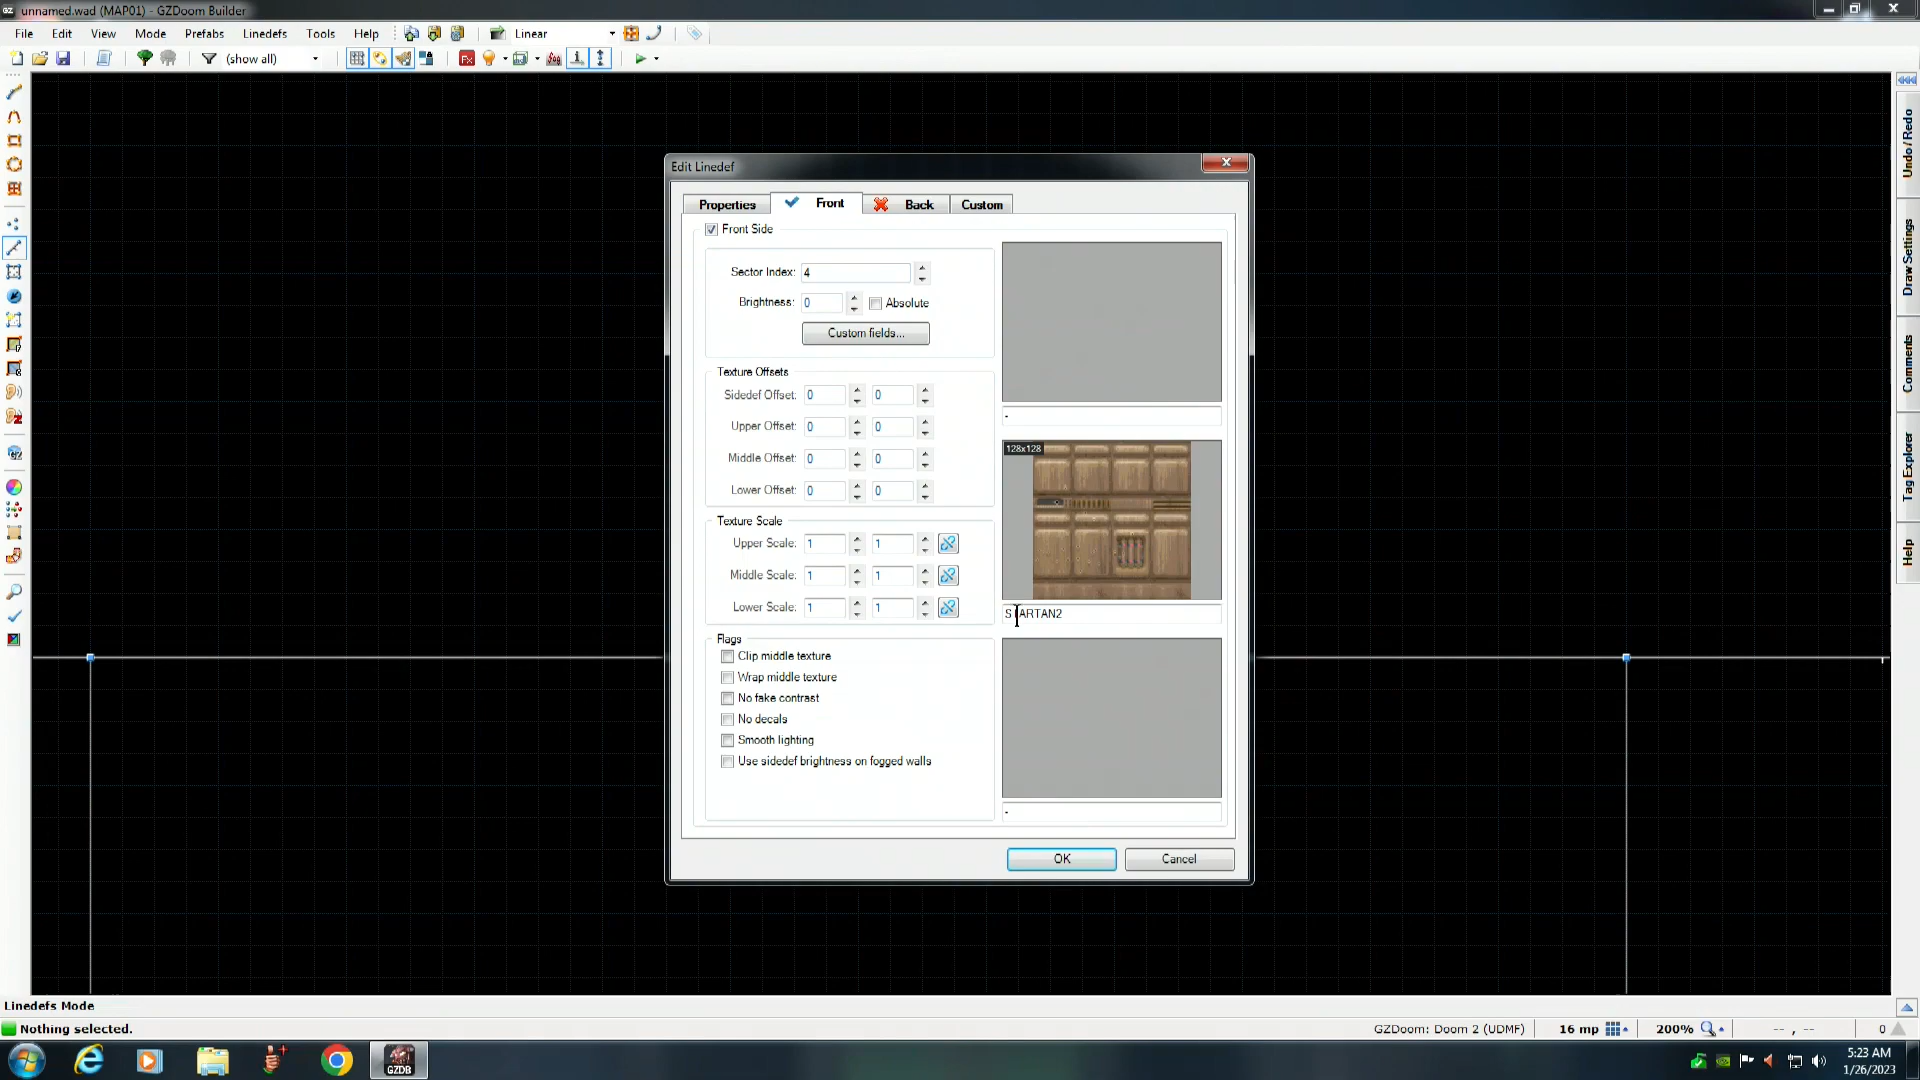 unnamed.wad (MAP01) - GZDoom Builder
File Edit View Mode Prefabs Linedefs Tools Help Linear
(show all)
Edit Linedef
Properties Front Back Custom
Front Side
Sector Index: 4
Brightness: 0 Absolute
Custom fields...
Texture Offsets
Sidedef Offset: 0 0
Upper Offset: 0 0
Middle Offset: 0 0
Lower Offset: 0 0
Texture Scale
Upper Scale: 1 1
Middle Scale: 1 1
Lower Scale: 1 1
Flags
Clip middle texture
Wrap middle texture
No fake contrast
No decals
Smooth lighting
Use sidedef brightness on fogged walls
-
128x128
STARTAN2
-
OK Cancel
Undo / Redo
Draw Settings
Comments
Tag Explorer
Help
Linedefs Mode
Nothing selected.
GZDoom: Doom 2 (UDMF) 16 mp 200% -- , -- 0
GZDB
5:23 AM
1/26/2023